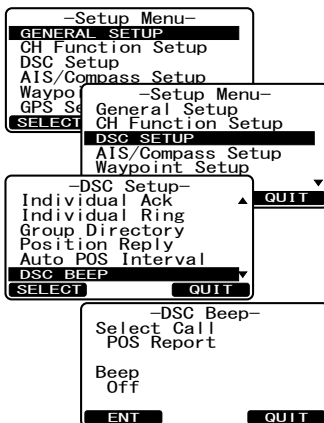 –Setup Menu–
GENERAL SETUP
CH Function Setup
DSC Setup
AIS/Compass Setup
Waypoi
GPS Se
SELECT
–Setup Menu–
General Setup
CH Function Setup
DSC SETUP
AIS/Compass Setup
Waypoint Setup
QUIT
–DSC Setup–
Individual Ack
Individual Ring
Group Directory
Position Reply
Auto POS Interval
DSC BEEP
SELECT QUIT
–DSC Beep–
Select Call
POS Report
Beep
Off
ENT QUIT